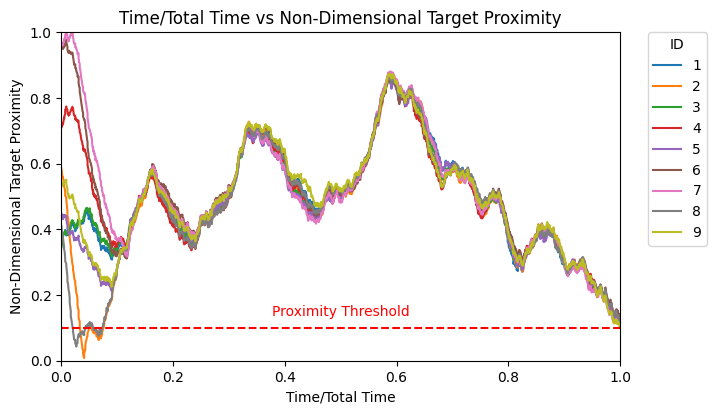 Time/Total Time vs Non-Dimensional Target Proximity
Non-Dimensional Target Proximity
1.0
0.8
0.6
0.4
0.2
0.0
Proximity Threshold
0.0 0.2 0.4 0.6 0.8 1.0
Time/Total Time
ID
1
2
3
4
5
6
7
8
9